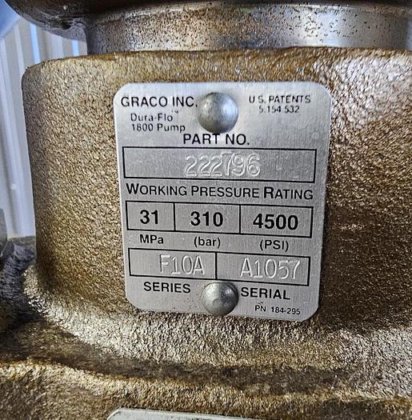 GRACO INC. U.S. PATENTS
Dura-Flo™ 5,154,532
1800 Pump
PART NO.
222796
WORKING PRESSURE RATING
31 310 4500
MPa (bar) (PSI)
F10A A1057
SERIES SERIAL
PN 184-295